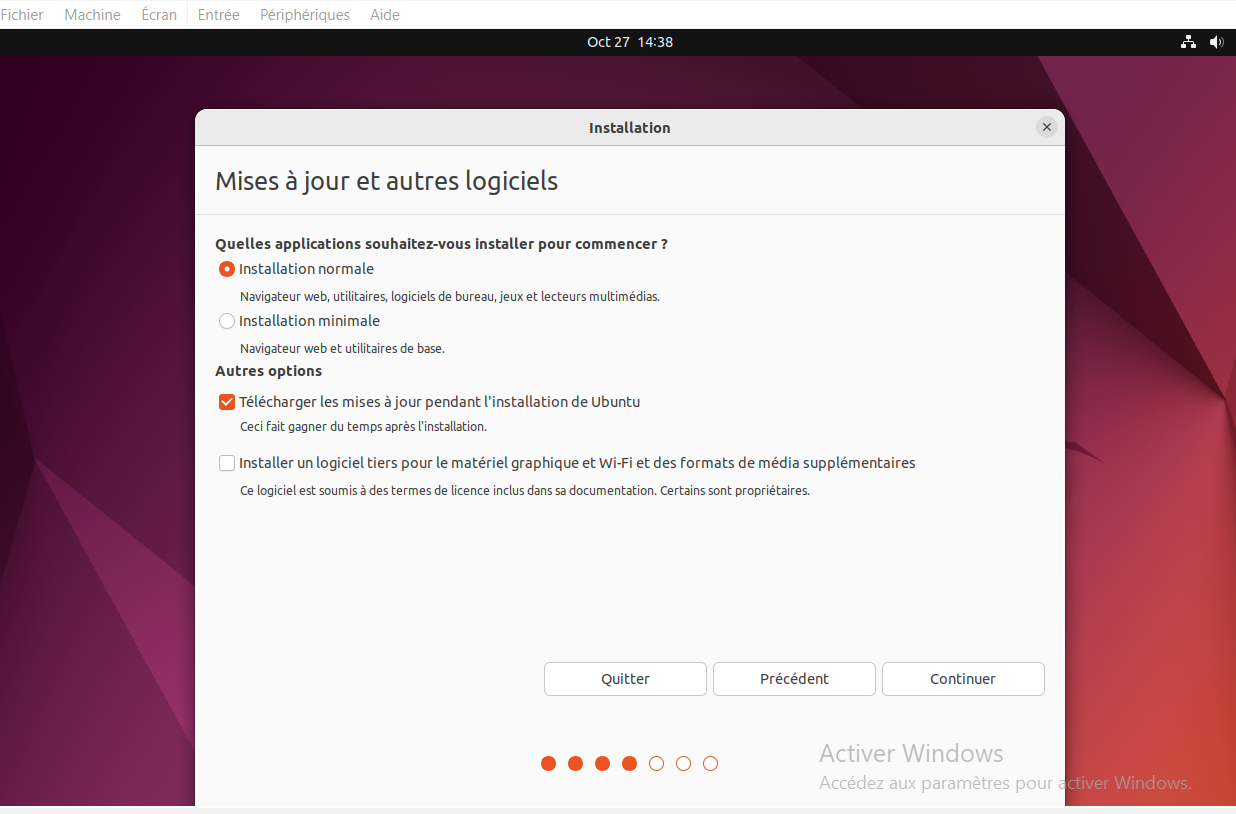 Fichier Machine Écran Entrée Périphériques Aide
Oct 27 14:38
Installation
Mises à jour et autres logiciels
Quelles applications souhaitez-vous installer pour commencer ?
Installation normale
Navigateur web, utilitaires, logiciels de bureau, jeux et lecteurs multimédias.
Installation minimale
Navigateur web et utilitaires de base.
Autres options
Télécharger les mises à jour pendant l'installation de Ubuntu
Ceci fait gagner du temps après l'installation.
Installer un logiciel tiers pour le matériel graphique et Wi-Fi et des formats de média supplémentaires
Ce logiciel est soumis à des termes de licence inclus dans sa documentation. Certains sont propriétaires.
Quitter Précédent Continuer
Activer Windows
Accédez aux paramètres pour activer Windows.